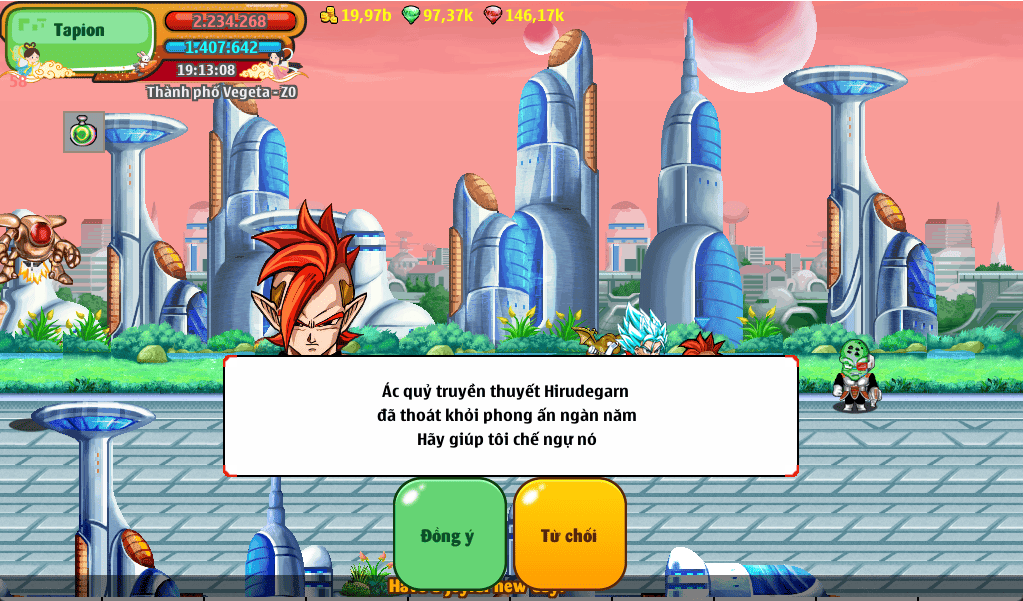 Tapion
2.234.268
1.407.642
19:13:08
Thành phố Vegeta - Z0
19,97b
97,37k
146,17k
58
Ác quỷ truyền thuyết Hirudegarn
đã thoát khỏi phong ấn ngàn năm
Hãy giúp tôi chế ngự nó
Đồng ý
Từ chối
new